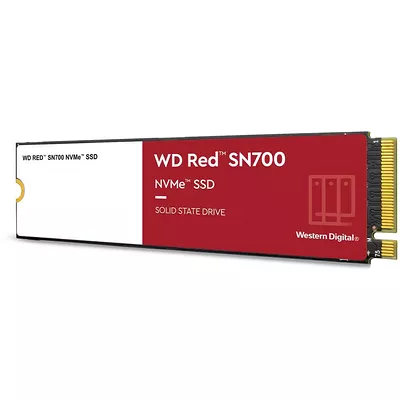 WD RED™ SN700 NVMe™ SSD
WD Red™ SN700
NVMe™ SSD
SOLID STATE DRIVE
Western Digital®